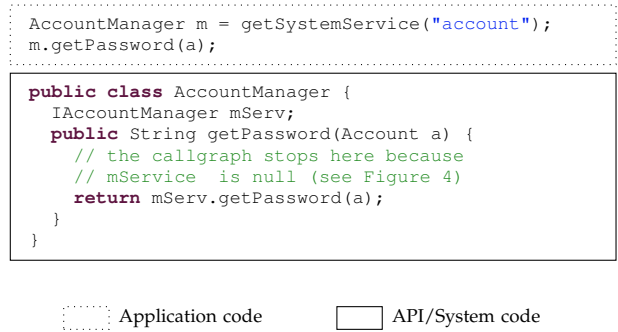 AccountManager m = getSystemService("account");
m.getPassword(a);
public class AccountManager {
IAccountManager mServ;
public String getPassword(Account a) {
// the callgraph stops here because
// mService is null (see Figure 4)
return mServ.getPassword(a);
}
}
Application code
API/System code